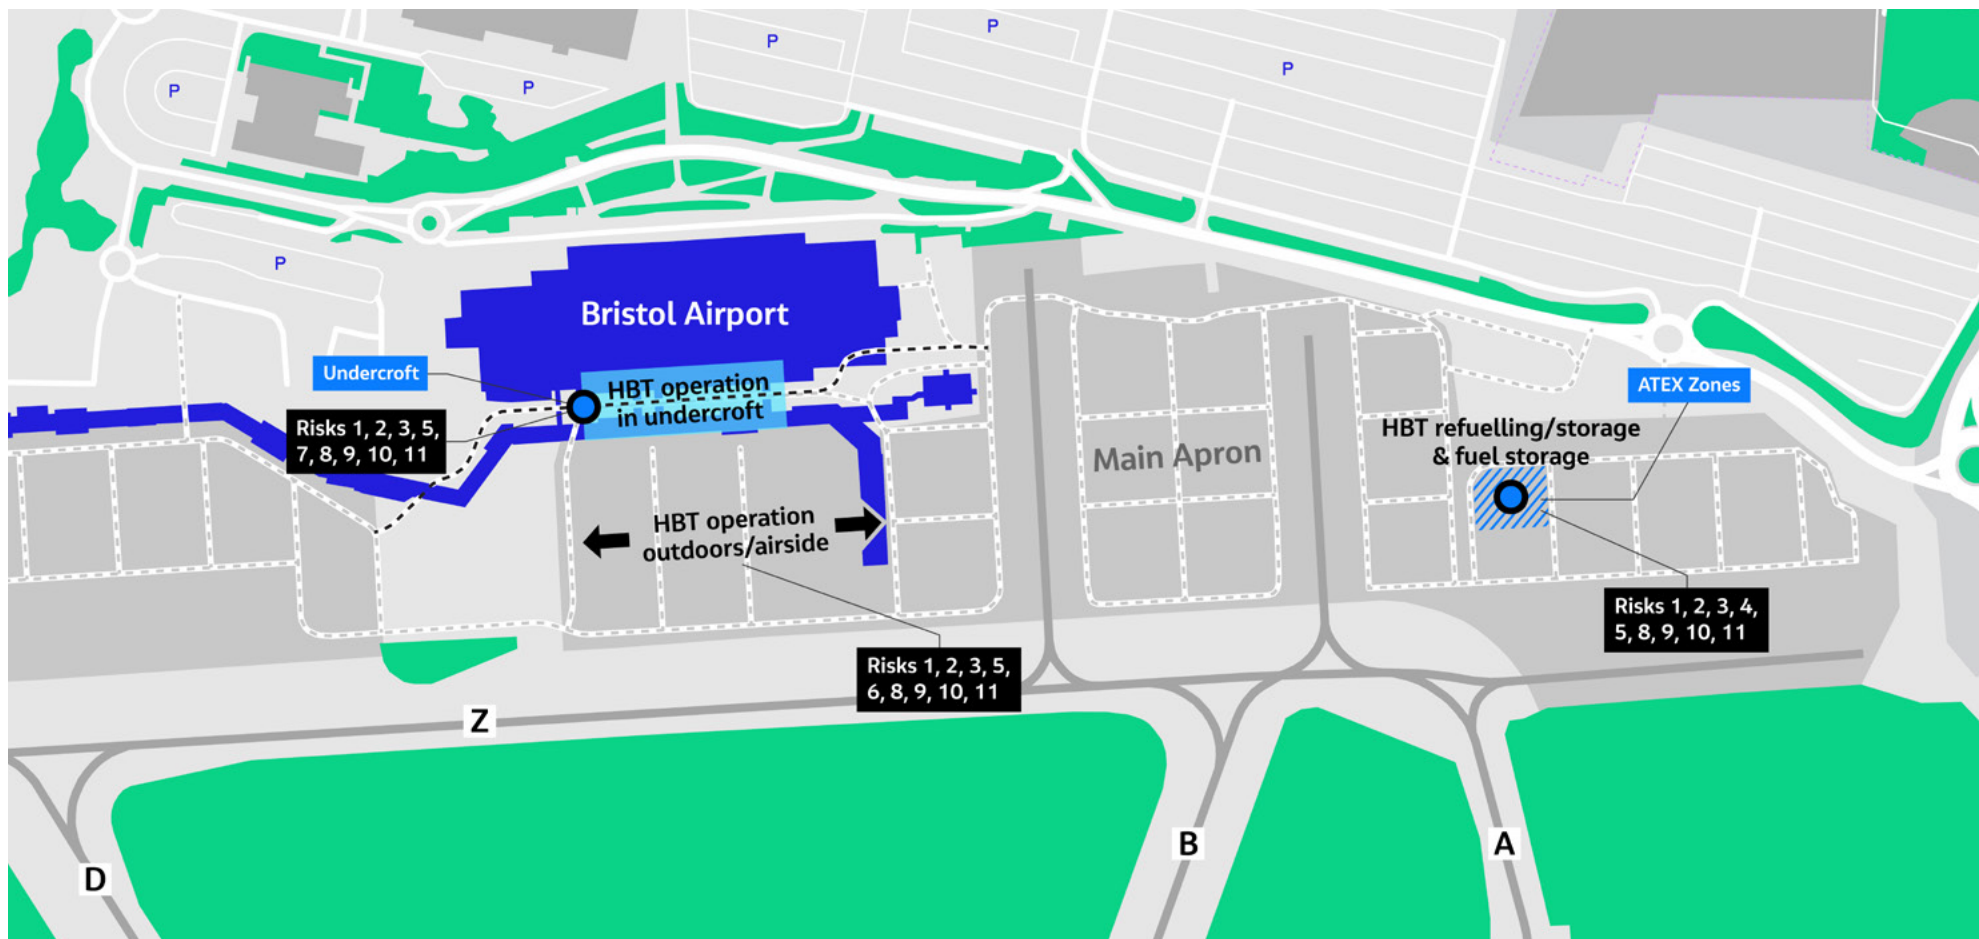 P
P
P
P
P
P
Bristol Airport
Undercroft
HBT operation
in undercroft
ATEX Zones
Risks 1, 2, 3, 5,
7, 8, 9, 10, 11
HBT refuelling/storage
& fuel storage
Main Apron
HBT operation
outdoors/airside
Risks 1, 2, 3, 4,
5, 8, 9, 10, 11
Risks 1, 2, 3, 5,
6, 8, 9, 10, 11
Z
B
A
D